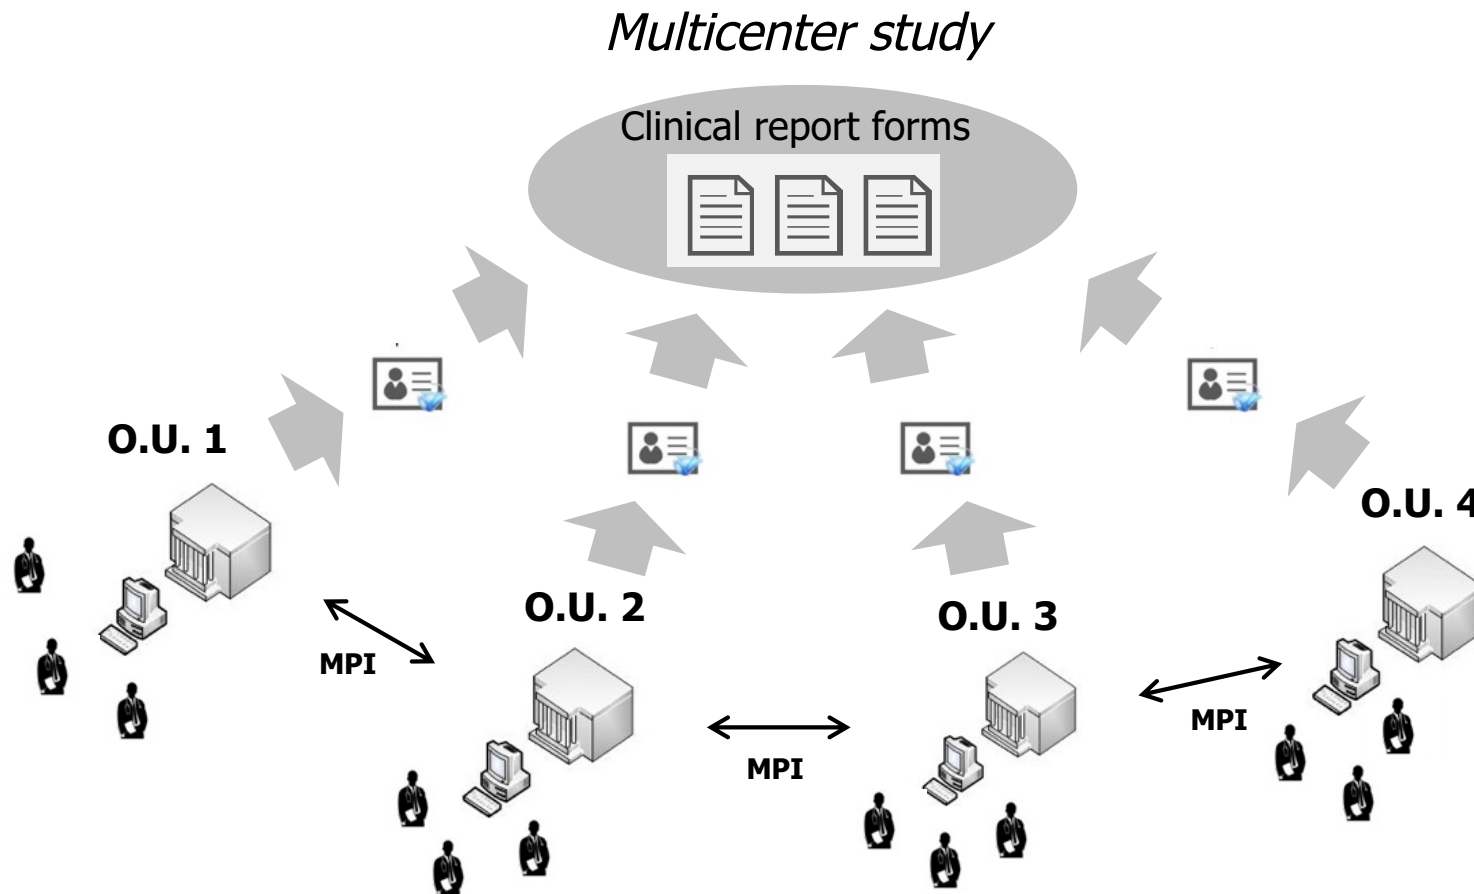 Multicenter study
Clinical report forms
O.U. 1
O.U. 4
O.U. 2
O.U. 3
MPI
MPI
MPI